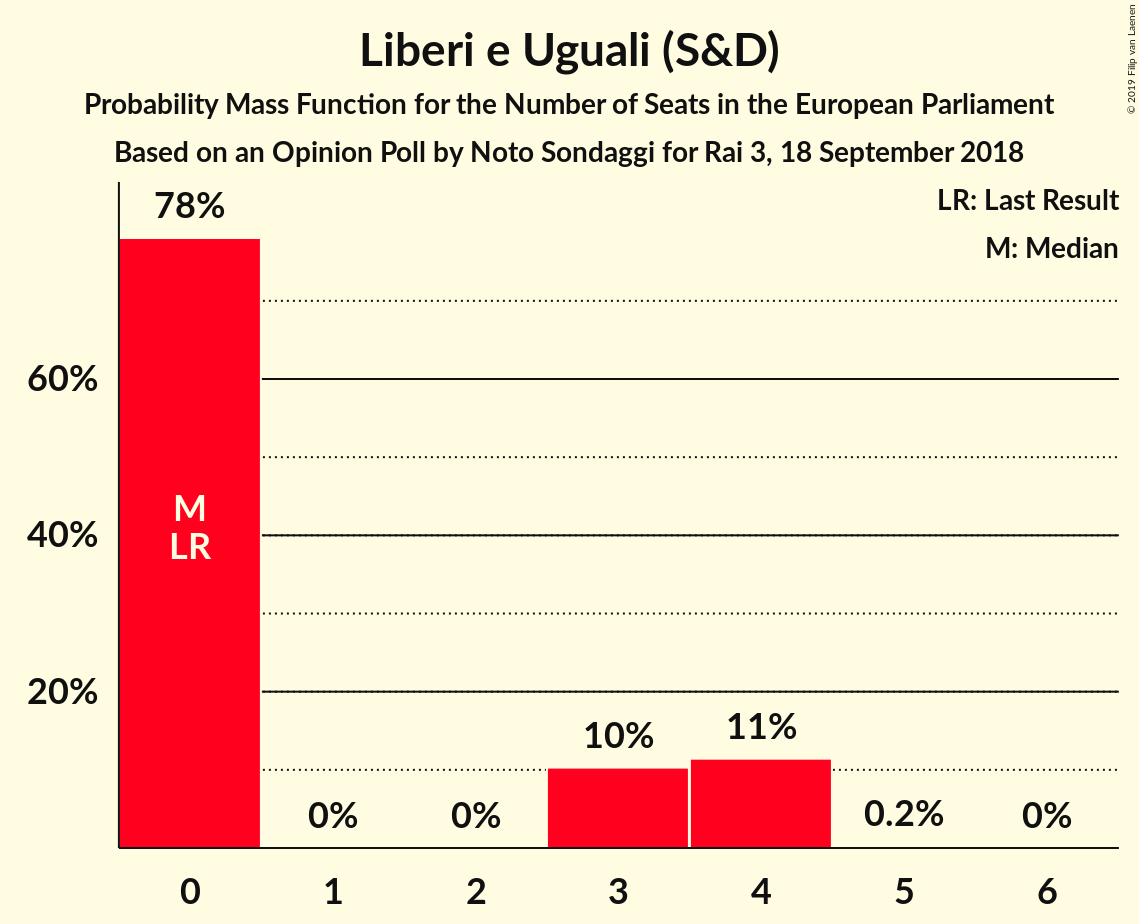 Liberi e Uguali (S&D)
Probability Mass Function for the Number of Seats in the European Parliament
Based on an Opinion Poll by Noto Sondaggi for Rai 3, 18 September 2018
© 2019 Filip van Laenen
LR: Last Result
M: Median
78%
60%
40%
20%
M
LR
0%
0%
10%
11%
0.2%
0%
0 1 2 3 4 5 6